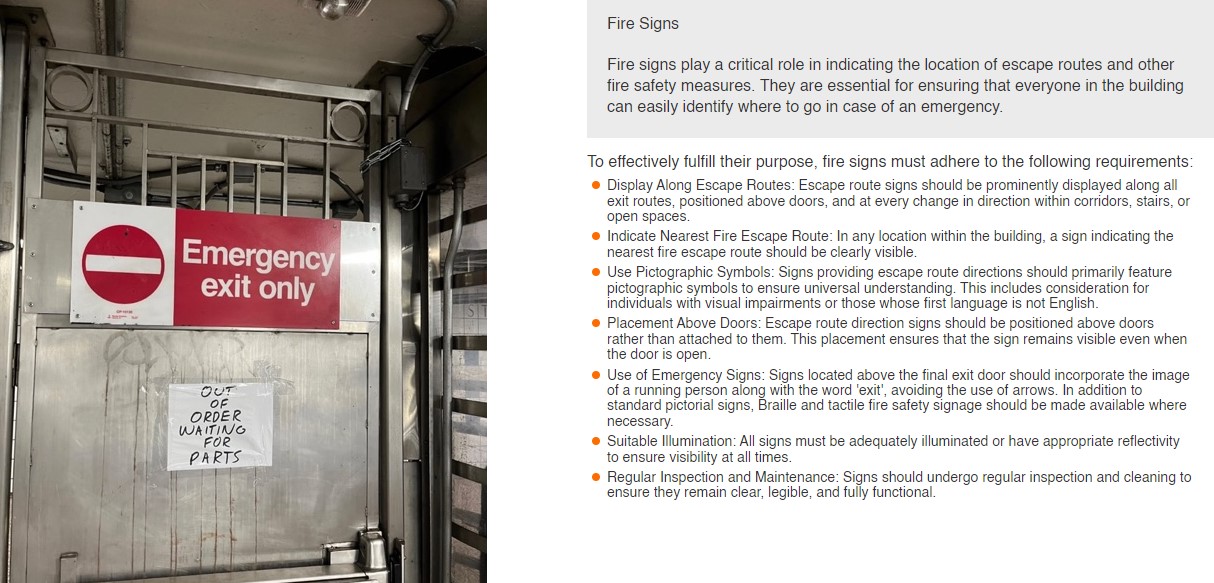 Emergency
exit only
OUT
OF
ORDER
WAITING
FOR
PARTS
Fire Signs
Fire signs play a critical role in indicating the location of escape routes and other
fire safety measures. They are essential for ensuring that everyone in the building
can easily identify where to go in case of an emergency.
To effectively fulfill their purpose, fire signs must adhere to the following requirements:
Display Along Escape Routes: Escape route signs should be prominently displayed along all
exit routes, positioned above doors, and at every change in direction within corridors, stairs, or
open spaces.
Indicate Nearest Fire Escape Route: In any location within the building, a sign indicating the
nearest fire escape route should be clearly visible.
Use Pictographic Symbols: Signs providing escape route directions should primarily feature
pictographic symbols to ensure universal understanding. This includes consideration for
individuals with visual impairments or those whose first language is not English.
Placement Above Doors: Escape route direction signs should be positioned above doors
rather than attached to them. This placement ensures that the sign remains visible even when
the door is open.
Use of Emergency Signs: Signs located above the final exit door should incorporate the image
of a running person along with the word 'exit', avoiding the use of arrows. In addition to
standard pictorial signs, Braille and tactile fire safety signage should be made available where
necessary.
Suitable Illumination: All signs must be adequately illuminated or have appropriate reflectivity
to ensure visibility at all times.
Regular Inspection and Maintenance: Signs should undergo regular inspection and cleaning to
ensure they remain clear, legible, and fully functional.